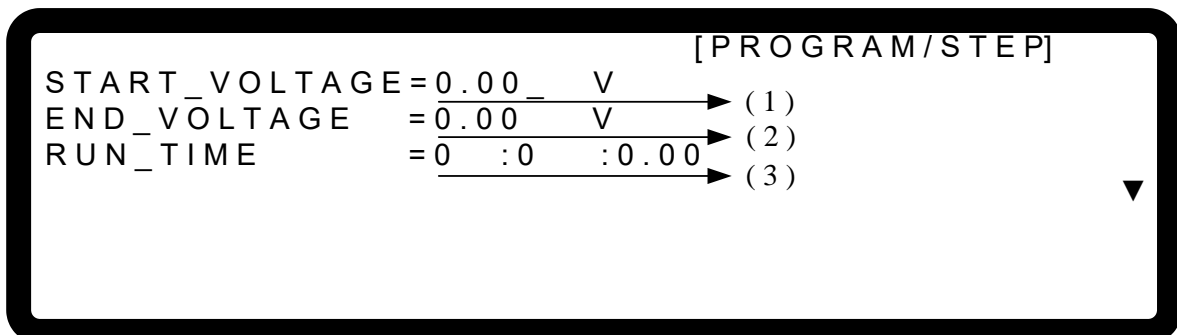 [PROGRAM/STEP]
START_VOLTAGE=0.00_ V
(1)
END_VOLTAGE =0.00 V
(2)
RUN_TIME =0 :0 :0.00
(3)